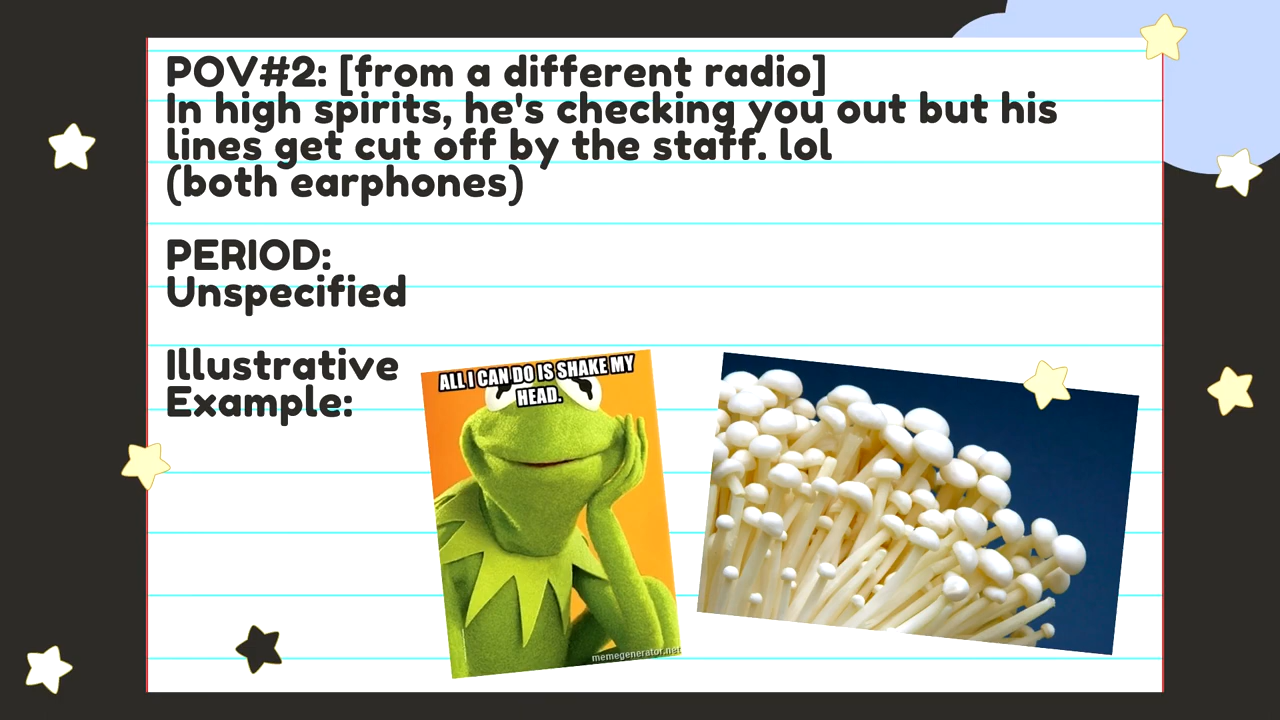 POV#2: [from a different radio]
In high spirits, he's checking you out but his
lines get cut off by the staff. lol
(both earphones)
PERIOD:
Unspecified
Illustrative
Example:
ALL I CAN DO IS SHAKE MY
HEAD.
memegenerator.net